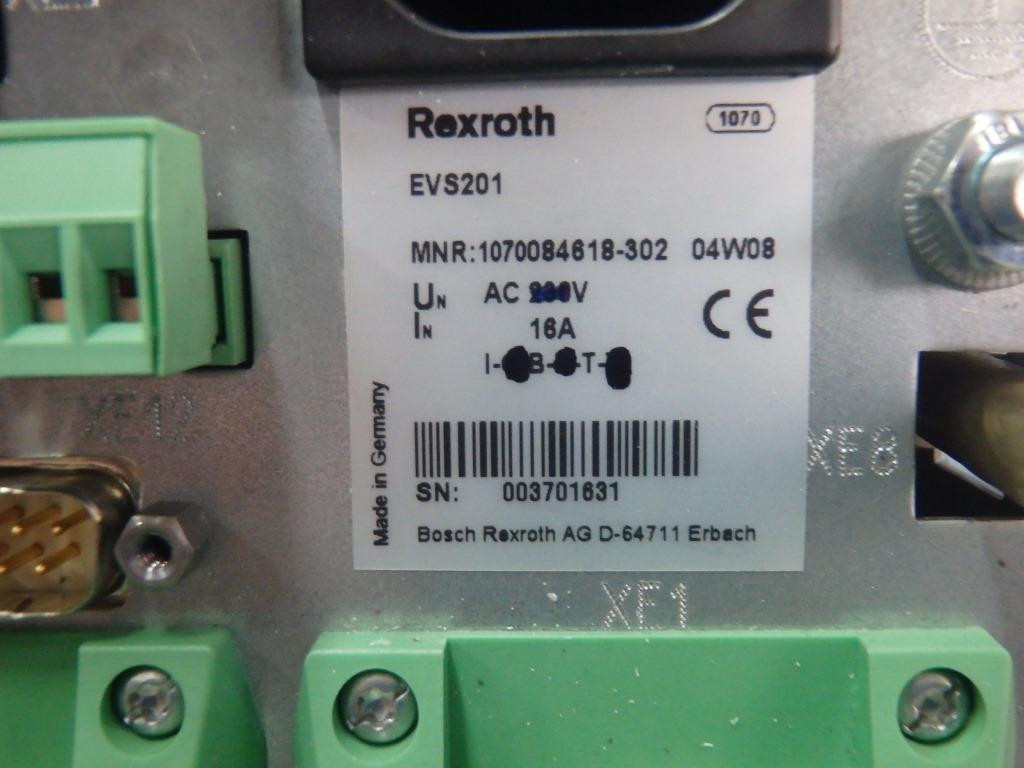 Rexroth
1070
EVS201
MNR:1070084618-302 04W08
UN AC V
IN 16A
I- B- T-
CE
Made in Germany
SN: 003701631
Bosch Rexroth AG D-64711 Erbach
XE12
XE8
XE1